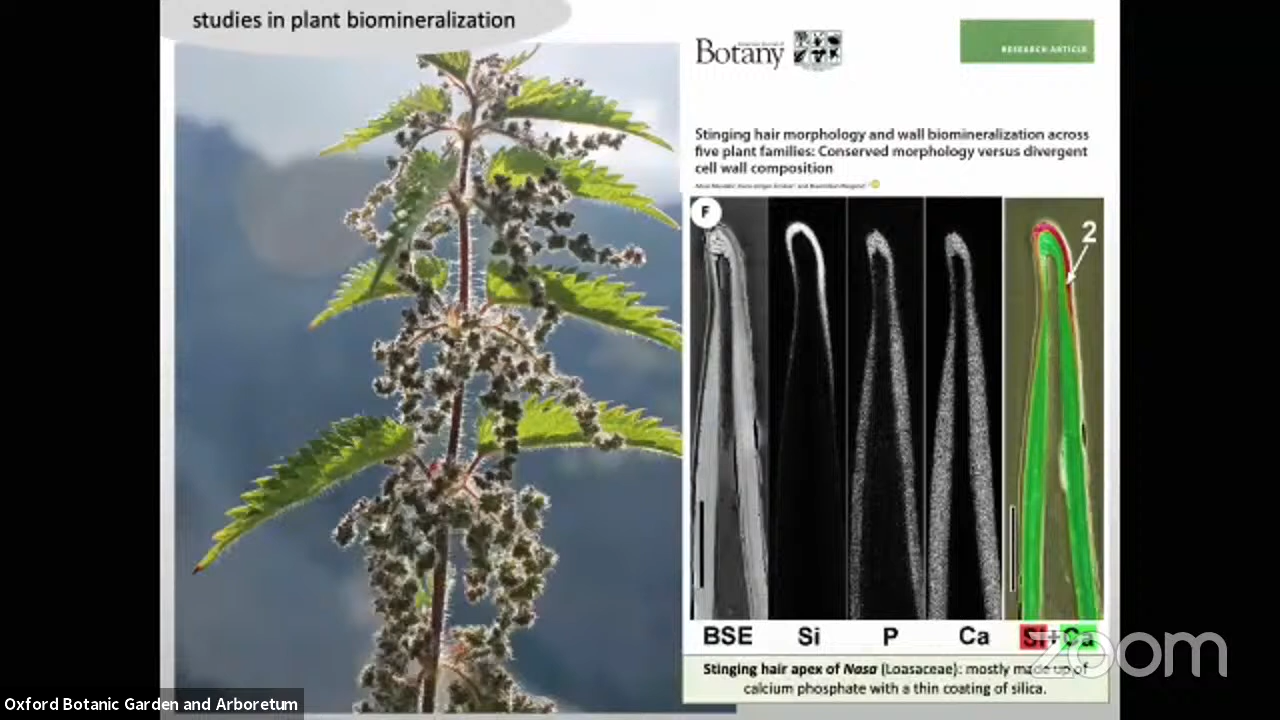 studies in plant biomineralization
Botany
RESEARCH ARTICLE
Stinging hair morphology and wall biomineralization across
five plant families: Conserved morphology versus divergent
cell wall composition
F
2
BSE Si P Ca Si+Ca
zoom
Stinging hair apex of Nasa (Loasaceae): mostly made up of
calcium phosphate with a thin coating of silica.
Oxford Botanic Garden and Arboretum